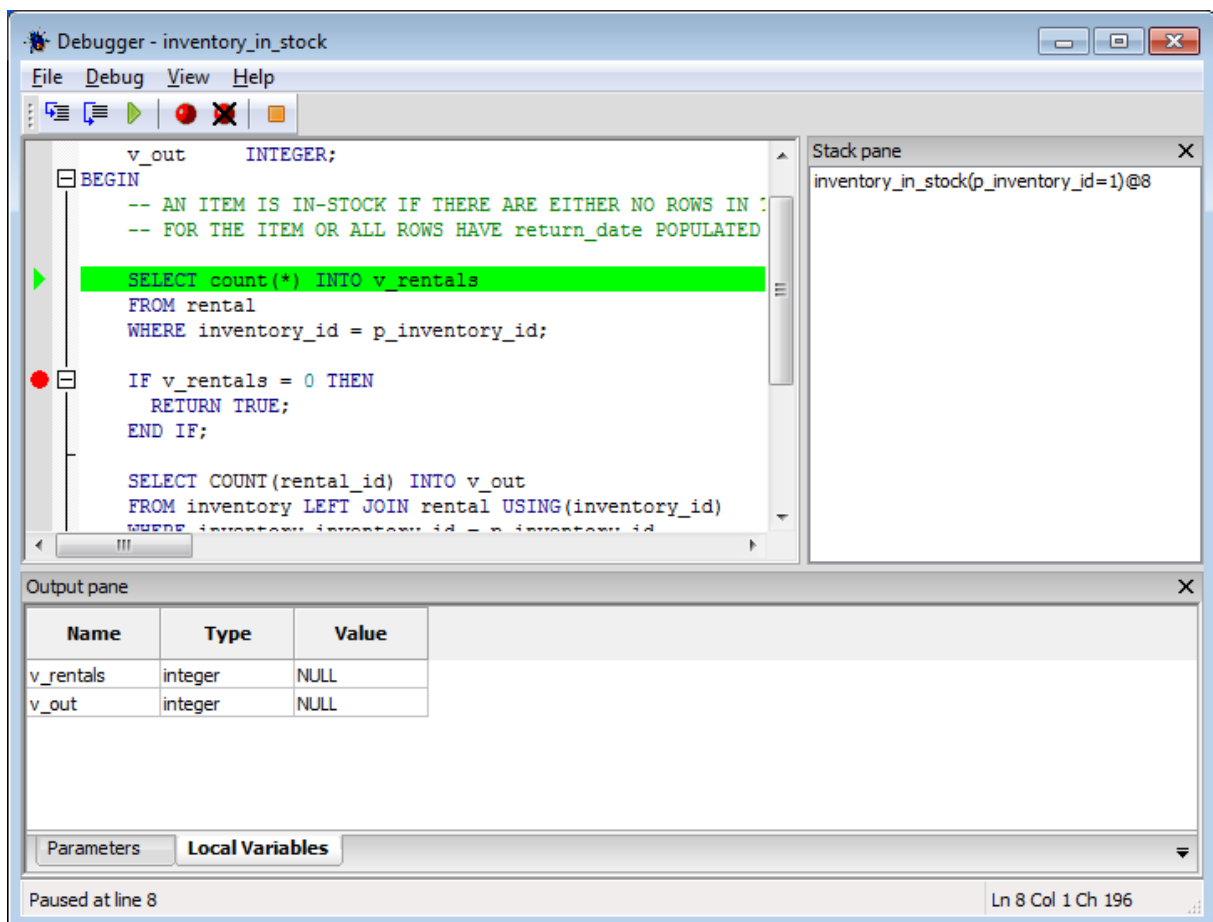 Debugger - inventory_in_stock
File Debug View Help
v_out INTEGER;
BEGIN
-- AN ITEM IS IN-STOCK IF THERE ARE EITHER NO ROWS IN
-- FOR THE ITEM OR ALL ROWS HAVE return_date POPULATED
SELECT count(*) INTO v_rentals
FROM rental
WHERE inventory_id = p_inventory_id;
IF v_rentals = 0 THEN
RETURN TRUE;
END IF;
SELECT COUNT(rental_id) INTO v_out
FROM inventory LEFT JOIN rental USING(inventory_id)
WHERE inventory.inventory_id = p_inventory_id
Stack pane
inventory_in_stock(p_inventory_id=1)@8
Output pane
Name Type Value
v_rentals integer NULL
v_out integer NULL
Parameters Local Variables
Paused at line 8 Ln 8 Col 1 Ch 196